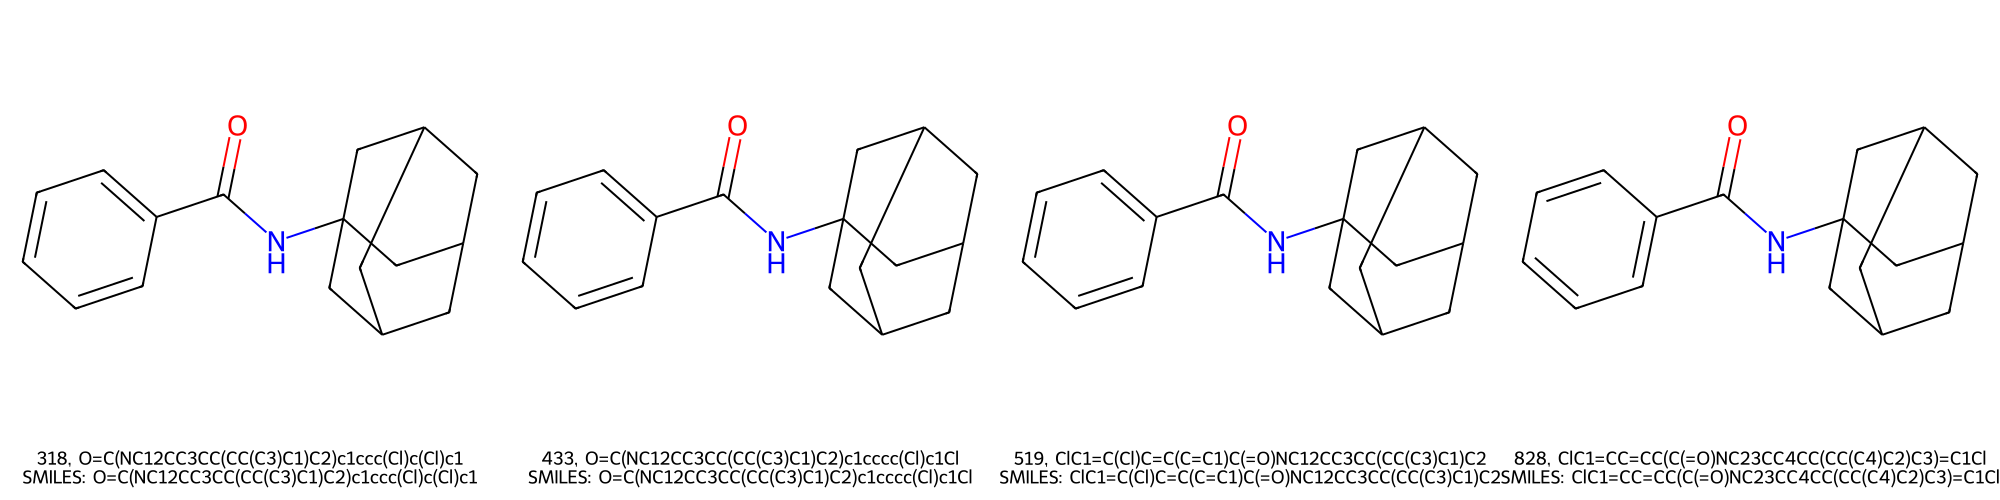 O
N
H
O
N
H
O
N
H
O
N
H
318, O=C(NC12CC3CC(CC(C3)C1)C2)c1ccc(Cl)c(Cl)c1
SMILES: O=C(NC12CC3CC(CC(C3)C1)C2)c1ccc(Cl)c(Cl)c1
433, O=C(NC12CC3CC(CC(C3)C1)C2)c1cccc(Cl)c1Cl
SMILES: O=C(NC12CC3CC(CC(C3)C1)C2)c1cccc(Cl)c1Cl
519, ClC1=C(Cl)C=C(C=C1)C(=O)NC12CC3CC(CC(C3)C1)C2
SMILES: ClC1=C(Cl)C=C(C=C1)C(=O)NC12CC3CC(CC(C3)C1)C2
828, ClC1=CC=CC(C(=O)NC23CC4CC(CC(C4)C2)C3)=C1Cl
SMILES: ClC1=CC=CC(C(=O)NC23CC4CC(CC(C4)C2)C3)=C1Cl